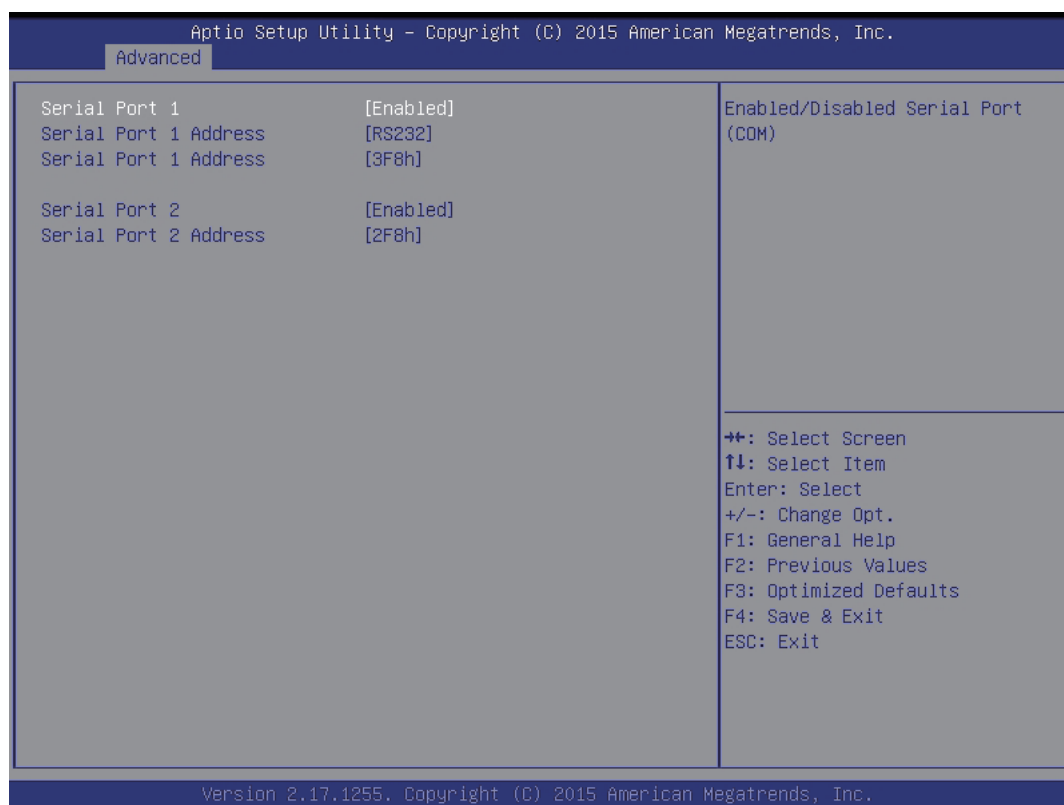 Aptio Setup Utility – Copyright (C) 2015 American Megatrends, Inc.
Advanced
Serial Port 1 [Enabled]
Serial Port 1 Address [RS232]
Serial Port 1 Address [3F8h]
Serial Port 2 [Enabled]
Serial Port 2 Address [2F8h]
Enabled/Disabled Serial Port
(COM)
→←: Select Screen
↑↓: Select Item
Enter: Select
+/-: Change Opt.
F1: General Help
F2: Previous Values
F3: Optimized Defaults
F4: Save & Exit
ESC: Exit
Version 2.17.1255. Copyright (C) 2015 American Megatrends, Inc.